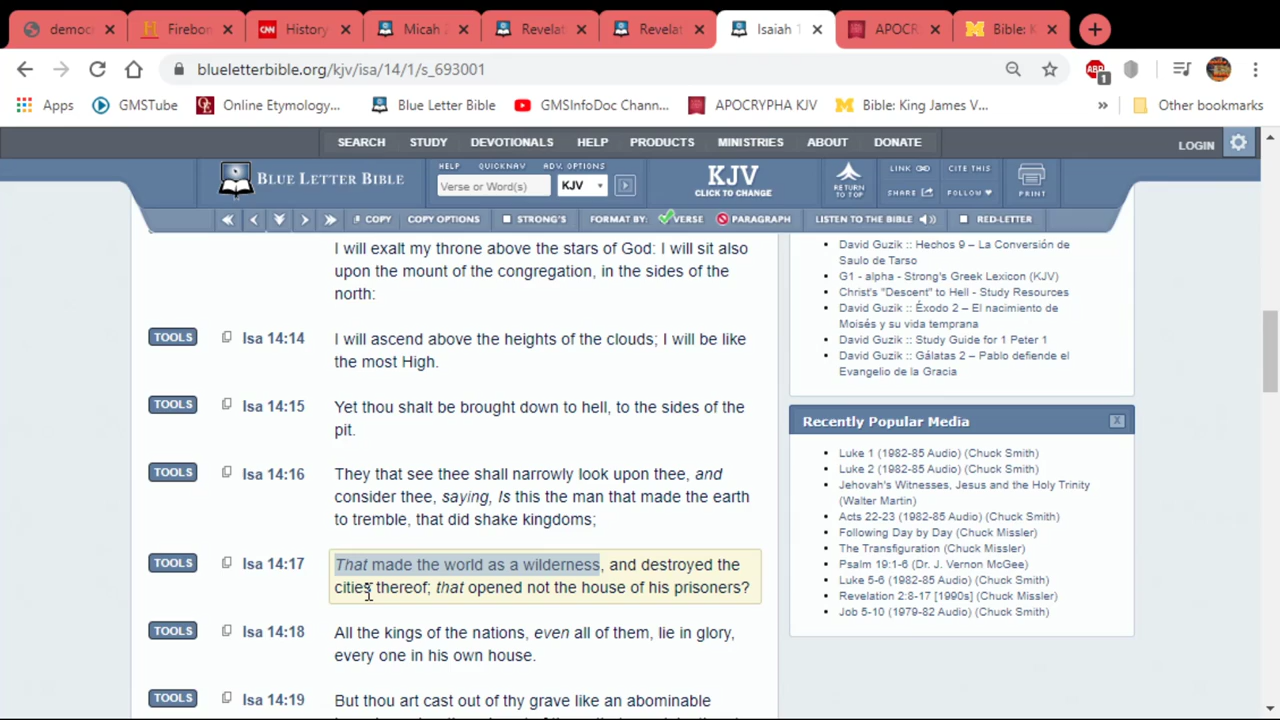 democ
Firebon
CNN
History
Micah
Revelat
Revelat
Isaiah 1
APOCR
Bible: K
blueletterbible.org/kjv/isa/14/1/s_693001
ABP
1
Apps
GMSTube
Online Etymology...
Blue Letter Bible
GMSInfoDoc Chann...
APOCRYPHA KJV
Bible: King James V...
Other bookmarks
SEARCH STUDY DEVOTIONALS HELP PRODUCTS MINISTRIES ABOUT DONATE
LOGIN
BLUE LETTER BIBLE
HELP QUICKNAV ADV. OPTIONS
Verse or Word(s)
KJV
KJV
CLICK TO CHANGE
RETURN
TO TOP
LINK
CITE THIS
SHARE
FOLLOW
PRINT
COPY
COPY OPTIONS
STRONG'S
FORMAT BY:
VERSE
PARAGRAPH
LISTEN TO THE BIBLE
RED-LETTER
I will exalt my throne above the stars of God: I will sit also
upon the mount of the congregation, in the sides of the
north:
TOOLS Isa 14:14 I will ascend above the heights of the clouds; I will be like
the most High.
TOOLS Isa 14:15 Yet thou shalt be brought down to hell, to the sides of the
pit.
TOOLS Isa 14:16 They that see thee shall narrowly look upon thee, and
consider thee, saying, Is this the man that made the earth
to tremble, that did shake kingdoms;
TOOLS Isa 14:17 That made the world as a wilderness, and destroyed the
cities thereof; that opened not the house of his prisoners?
TOOLS Isa 14:18 All the kings of the nations, even all of them, lie in glory,
every one in his own house.
TOOLS Isa 14:19 But thou art cast out of thy grave like an abominable
David Guzik :: Hechos 9 – La Conversión de
Saulo de Tarso
G1 - alpha - Strong's Greek Lexicon (KJV)
Christ's "Descent" to Hell - Study Resources
David Guzik :: Éxodo 2 – El nacimiento de
Moisés y su vida temprana
David Guzik :: Study Guide for 1 Peter 1
David Guzik :: Gálatas 2 – Pablo defiende el
Evangelio de la Gracia
Recently Popular Media
X
Luke 1 (1982-85 Audio) (Chuck Smith)
Luke 2 (1982-85 Audio) (Chuck Smith)
Jehovah's Witnesses, Jesus and the Holy Trinity
(Walter Martin)
Acts 22-23 (1982-85 Audio) (Chuck Smith)
Following Day by Day (Chuck Missler)
The Transfiguration (Chuck Missler)
Psalm 19:1-6 (Dr. J. Vernon McGee)
Luke 5-6 (1982-85 Audio) (Chuck Smith)
Revelation 2:8-17 [1990s] (Chuck Missler)
Job 5-10 (1979-82 Audio) (Chuck Smith)